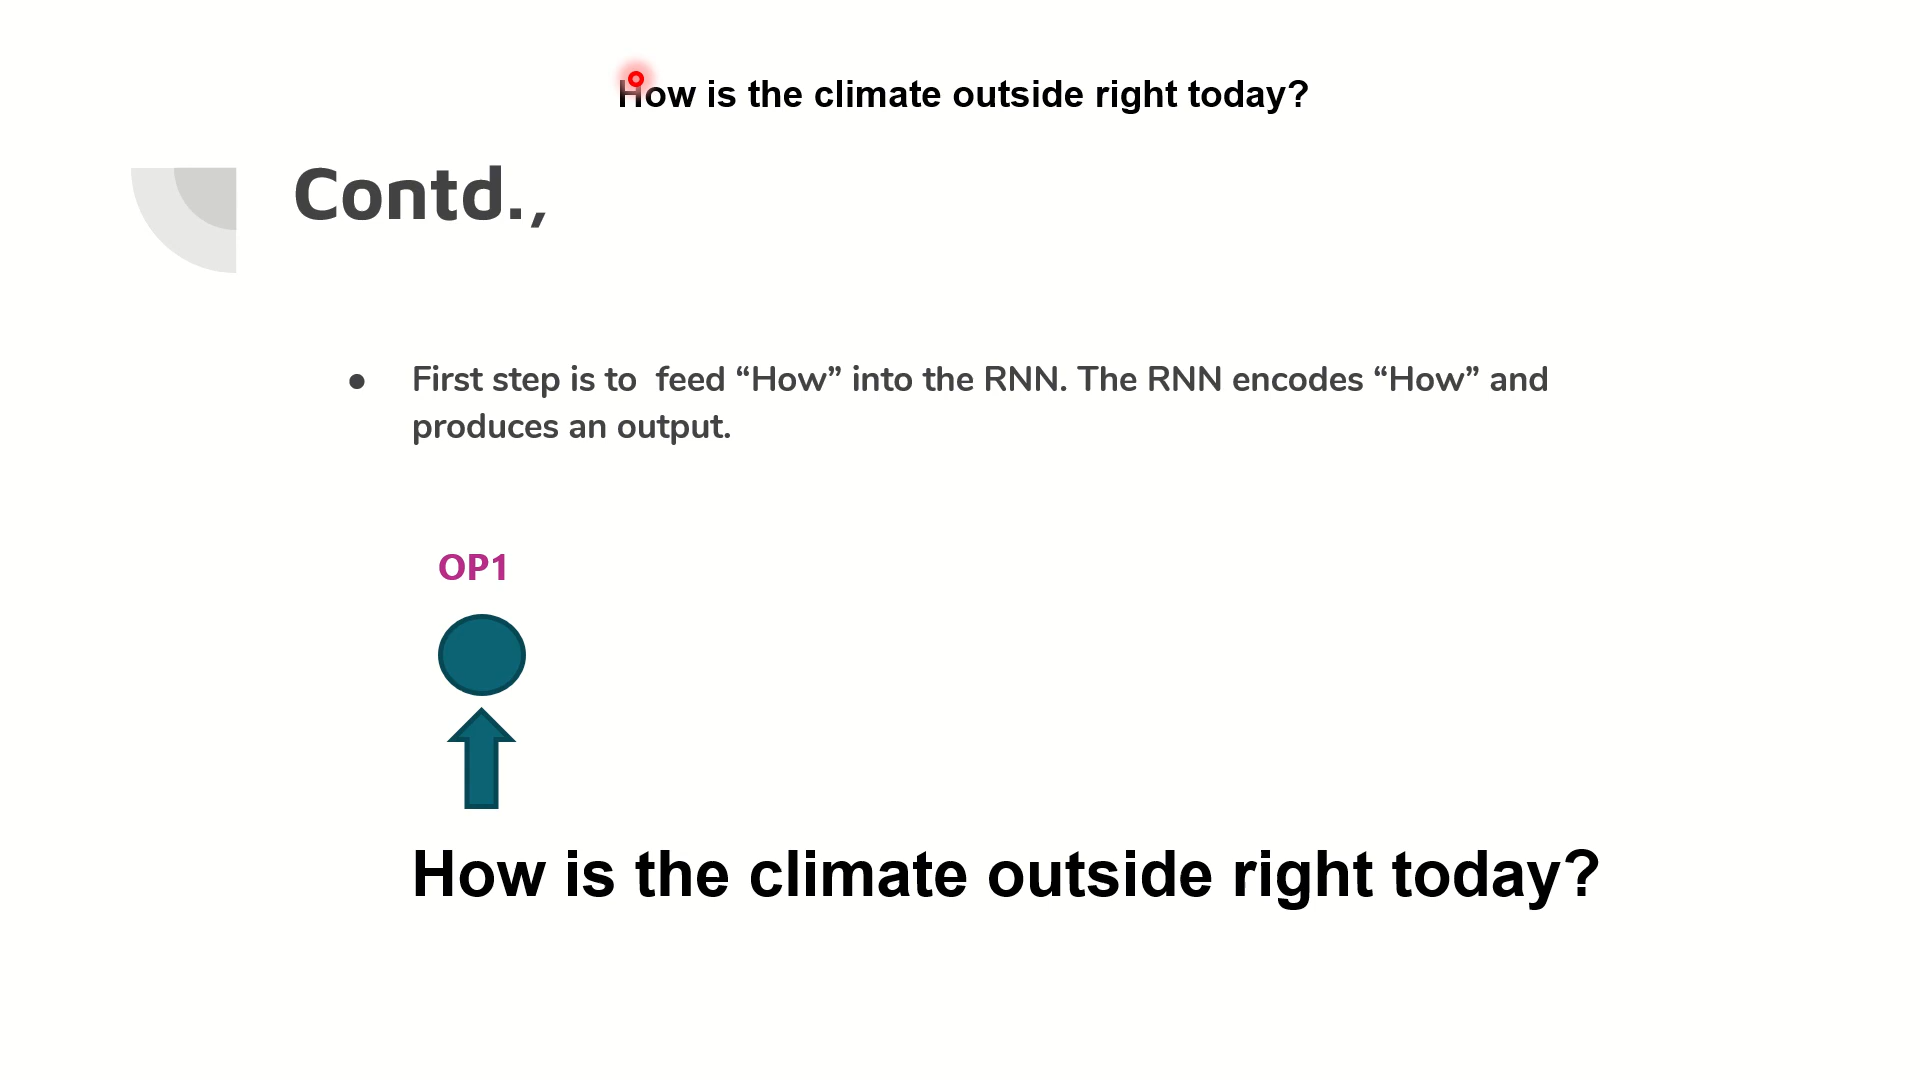 How is the climate outside right today?
Contd.,
● First step is to  feed “How” into the RNN. The RNN encodes “How” and
produces an output.
OP1
How is the climate outside right today?